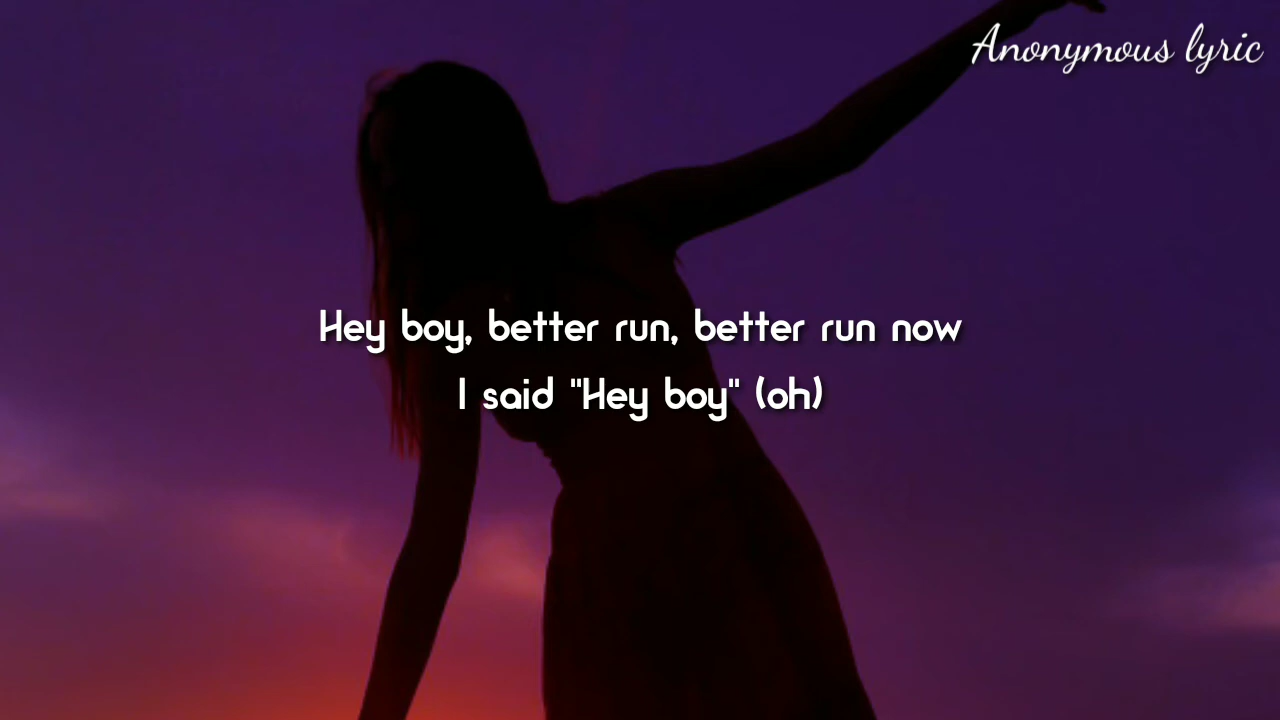 Anonymous lyric
Hey boy, better run, better run now
I said "Hey boy" (oh)